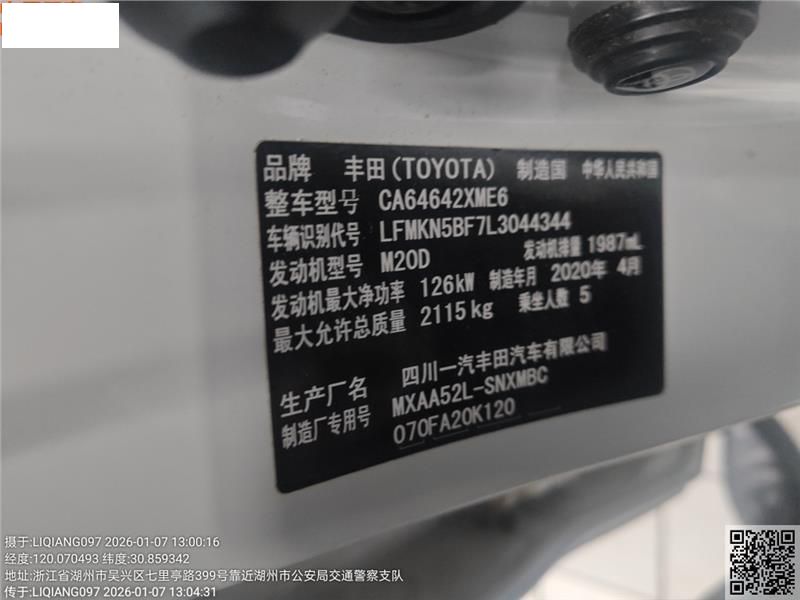 品牌 丰田(TOYOTA) 制造国 中华人民共和国
整车型号 CA64642XME6
车辆识别代号 LFMKN5BF7L3044344
发动机型号 M20D 发动机排量 1987mL
发动机最大净功率 126kW 制造年月 2020年 4月
最大允许总质量 2115kg 乘坐人数 5
生产厂名 四川一汽丰田汽车有限公司
制造厂专用号 MXAA52L-SNXMBC
070FA20K120
摄于:LIQIANG097 2026-01-07 13:00:16
经度:120.070493 纬度:30.859342
地址:浙江省湖州市吴兴区七里亭路399号靠近湖州市公安局交通警察支队
传于:LIQIANG097 2026-01-07 13:04:31